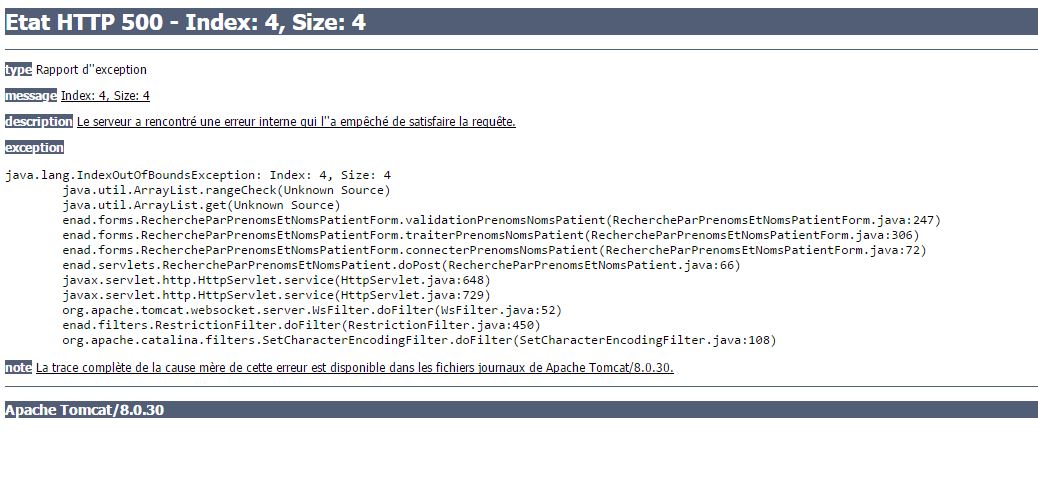 Etat HTTP 500 - Index: 4, Size: 4
type Rapport d''exception
message Index: 4, Size: 4
description Le serveur a rencontré une erreur interne qui l''a empêché de satisfaire la requête.
exception
java.lang.IndexOutOfBoundsException: Index: 4, Size: 4
java.util.ArrayList.rangeCheck(Unknown Source)
java.util.ArrayList.get(Unknown Source)
enad.forms.RechercheParPrenomsEtNomsPatientForm.validationPrenomsNomsPatient(RechercheParPrenomsEtNomsPatientForm.java:247)
enad.forms.RechercheParPrenomsEtNomsPatientForm.traiterPrenomsNomsPatient(RechercheParPrenomsEtNomsPatientForm.java:306)
enad.forms.RechercheParPrenomsEtNomsPatientForm.connecterPrenomsNomsPatient(RechercheParPrenomsEtNomsPatientForm.java:72)
enad.servlets.RechercheParPrenomsEtNomsPatient.doPost(RechercheParPrenomsEtNomsPatient.java:66)
javax.servlet.http.HttpServlet.service(HttpServlet.java:648)
javax.servlet.http.HttpServlet.service(HttpServlet.java:729)
org.apache.tomcat.websocket.server.WsFilter.doFilter(WsFilter.java:52)
enad.filters.RestrictionFilter.doFilter(RestrictionFilter.java:450)
org.apache.catalina.filters.SetCharacterEncodingFilter.doFilter(SetCharacterEncodingFilter.java:108)
note La trace complète de la cause mère de cette erreur est disponible dans les fichiers journaux de Apache Tomcat/8.0.30.
Apache Tomcat/8.0.30